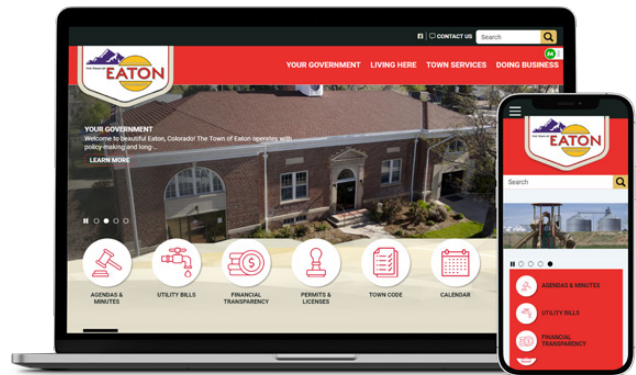 CONTACT US
Search
THE TOWN OF
EATON
YOUR GOVERNMENT LIVING HERE TOWN SERVICES DOING BUSINESS
YOUR GOVERNMENT
Welcome to beautiful Eaton, Colorado! The Town of Eaton operates with
policy-making and long-...
LEARN MORE
AGENDAS &
MINUTES
UTILITY BILLS
FINANCIAL
TRANSPARENCY
PERMITS &
LICENSES
TOWN CODE
CALENDAR
THE TOWN OF
EATON
Search
AGENDAS & MINUTES
UTILITY BILLS
FINANCIAL
TRANSPARENCY